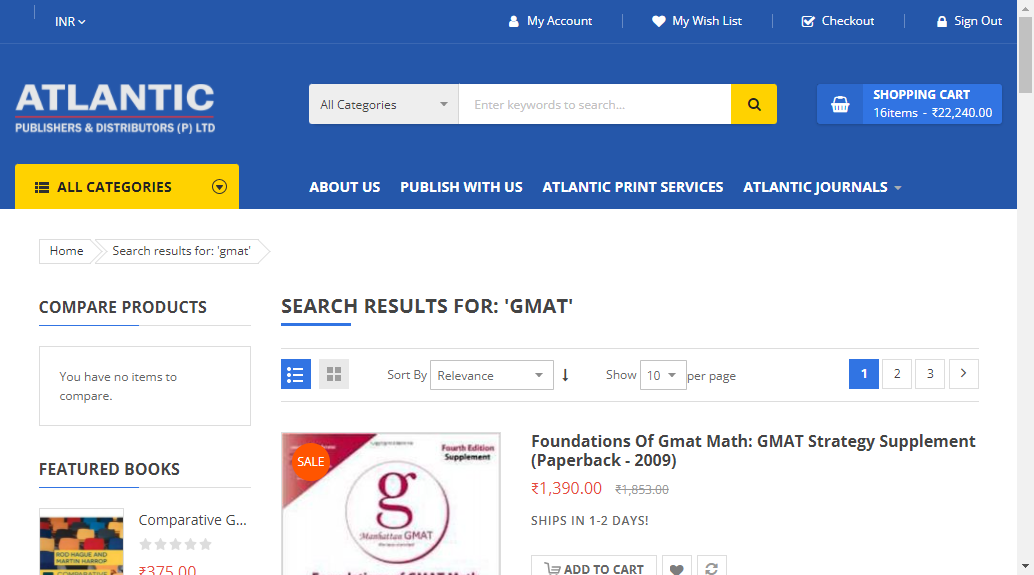 INR
My Account
My Wish List
Checkout
Sign Out
ATLANTIC
PUBLISHERS & DISTRIBUTORS (P) LTD
All Categories
Enter keywords to search...
SHOPPING CART
16items - ₹22,240.00
ALL CATEGORIES
ABOUT US
PUBLISH WITH US
ATLANTIC PRINT SERVICES
ATLANTIC JOURNALS
Home
Search results for: 'gmat'
COMPARE PRODUCTS
You have no items to
compare.
FEATURED BOOKS
Comparative G...
₹375.00
ROD HAGUE AND
MARTIN HARROP
COMPARATIVE
SEARCH RESULTS FOR: 'GMAT'
Sort By Relevance
Show 10 per page
1 2 3
SALE
Fourth Edition
Supplement
g
Manhattan GMAT
Foundations of GMAT Math
Foundations Of Gmat Math: GMAT Strategy Supplement
(Paperback - 2009)
₹1,390.00 ₹1,853.00
SHIPS IN 1-2 DAYS!
ADD TO CART